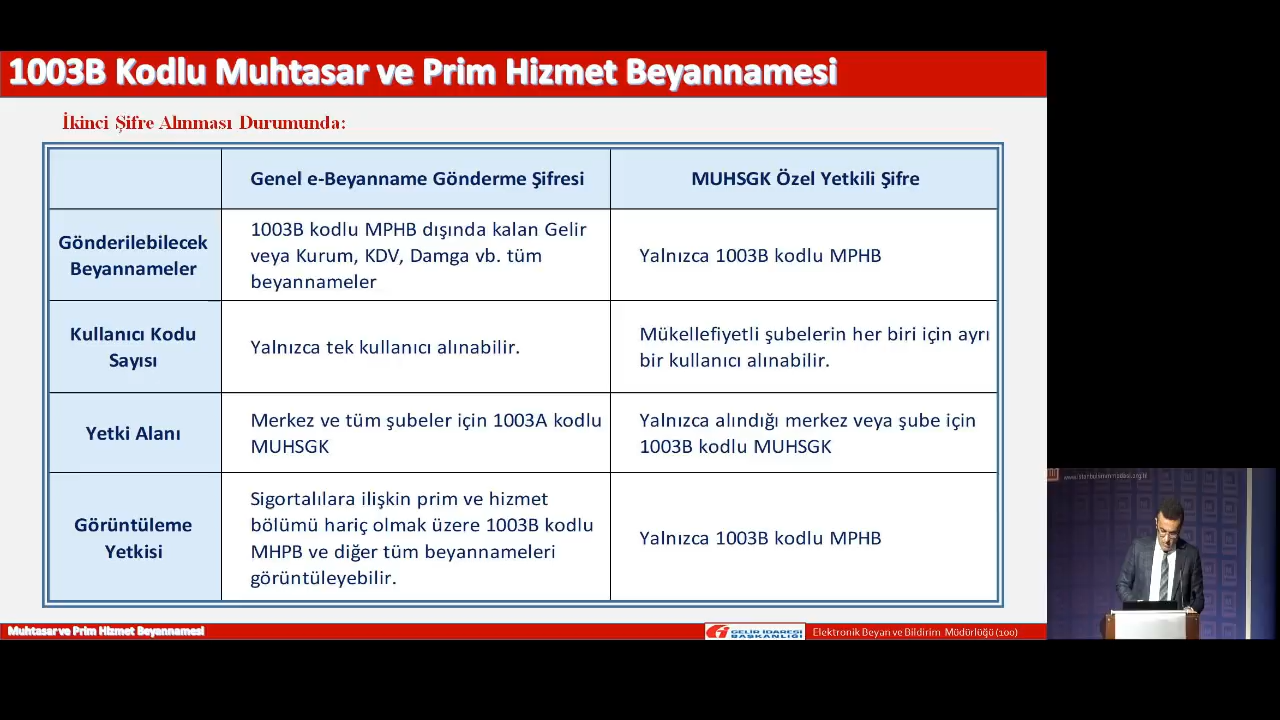 1003B Kodlu Muhtasar ve Prim Hizmet Beyannamesi
İkinci Şifre Alınması Durumunda:
Genel e-Beyanname Gönderme Şifresi
MUHSGK Özel Yetkili Şifre
Gönderilebilecek
Beyannameler
1003B kodlu MPHB dışında kalan Gelir
veya Kurum, KDV, Damga vb. tüm
beyannameler
Yalnızca 1003B kodlu MPHB
Kullanıcı Kodu
Sayısı
Yalnızca tek kullanıcı alınabilir.
Mükellefiyetli şubelerin her biri için ayrı
bir kullanıcı alınabilir.
Yetki Alanı
Merkez ve tüm şubeler için 1003A kodlu
MUHSGK
Yalnızca alındığı merkez veya şube için
1003B kodlu MUHSGK
Görüntüleme
Yetkisi
Sigortalılara ilişkin prim ve hizmet
bölümü hariç olmak üzere 1003B kodlu
MHPB ve diğer tüm beyannameleri
görüntüleyebilir.
Yalnızca 1003B kodlu MPHB
Muhtasar ve Prim Hizmet Beyannamesi
GELİR İDARESİ
BAŞKANLIĞI
Elektronik Beyan ve Bildirim Müdürlüğü (100)